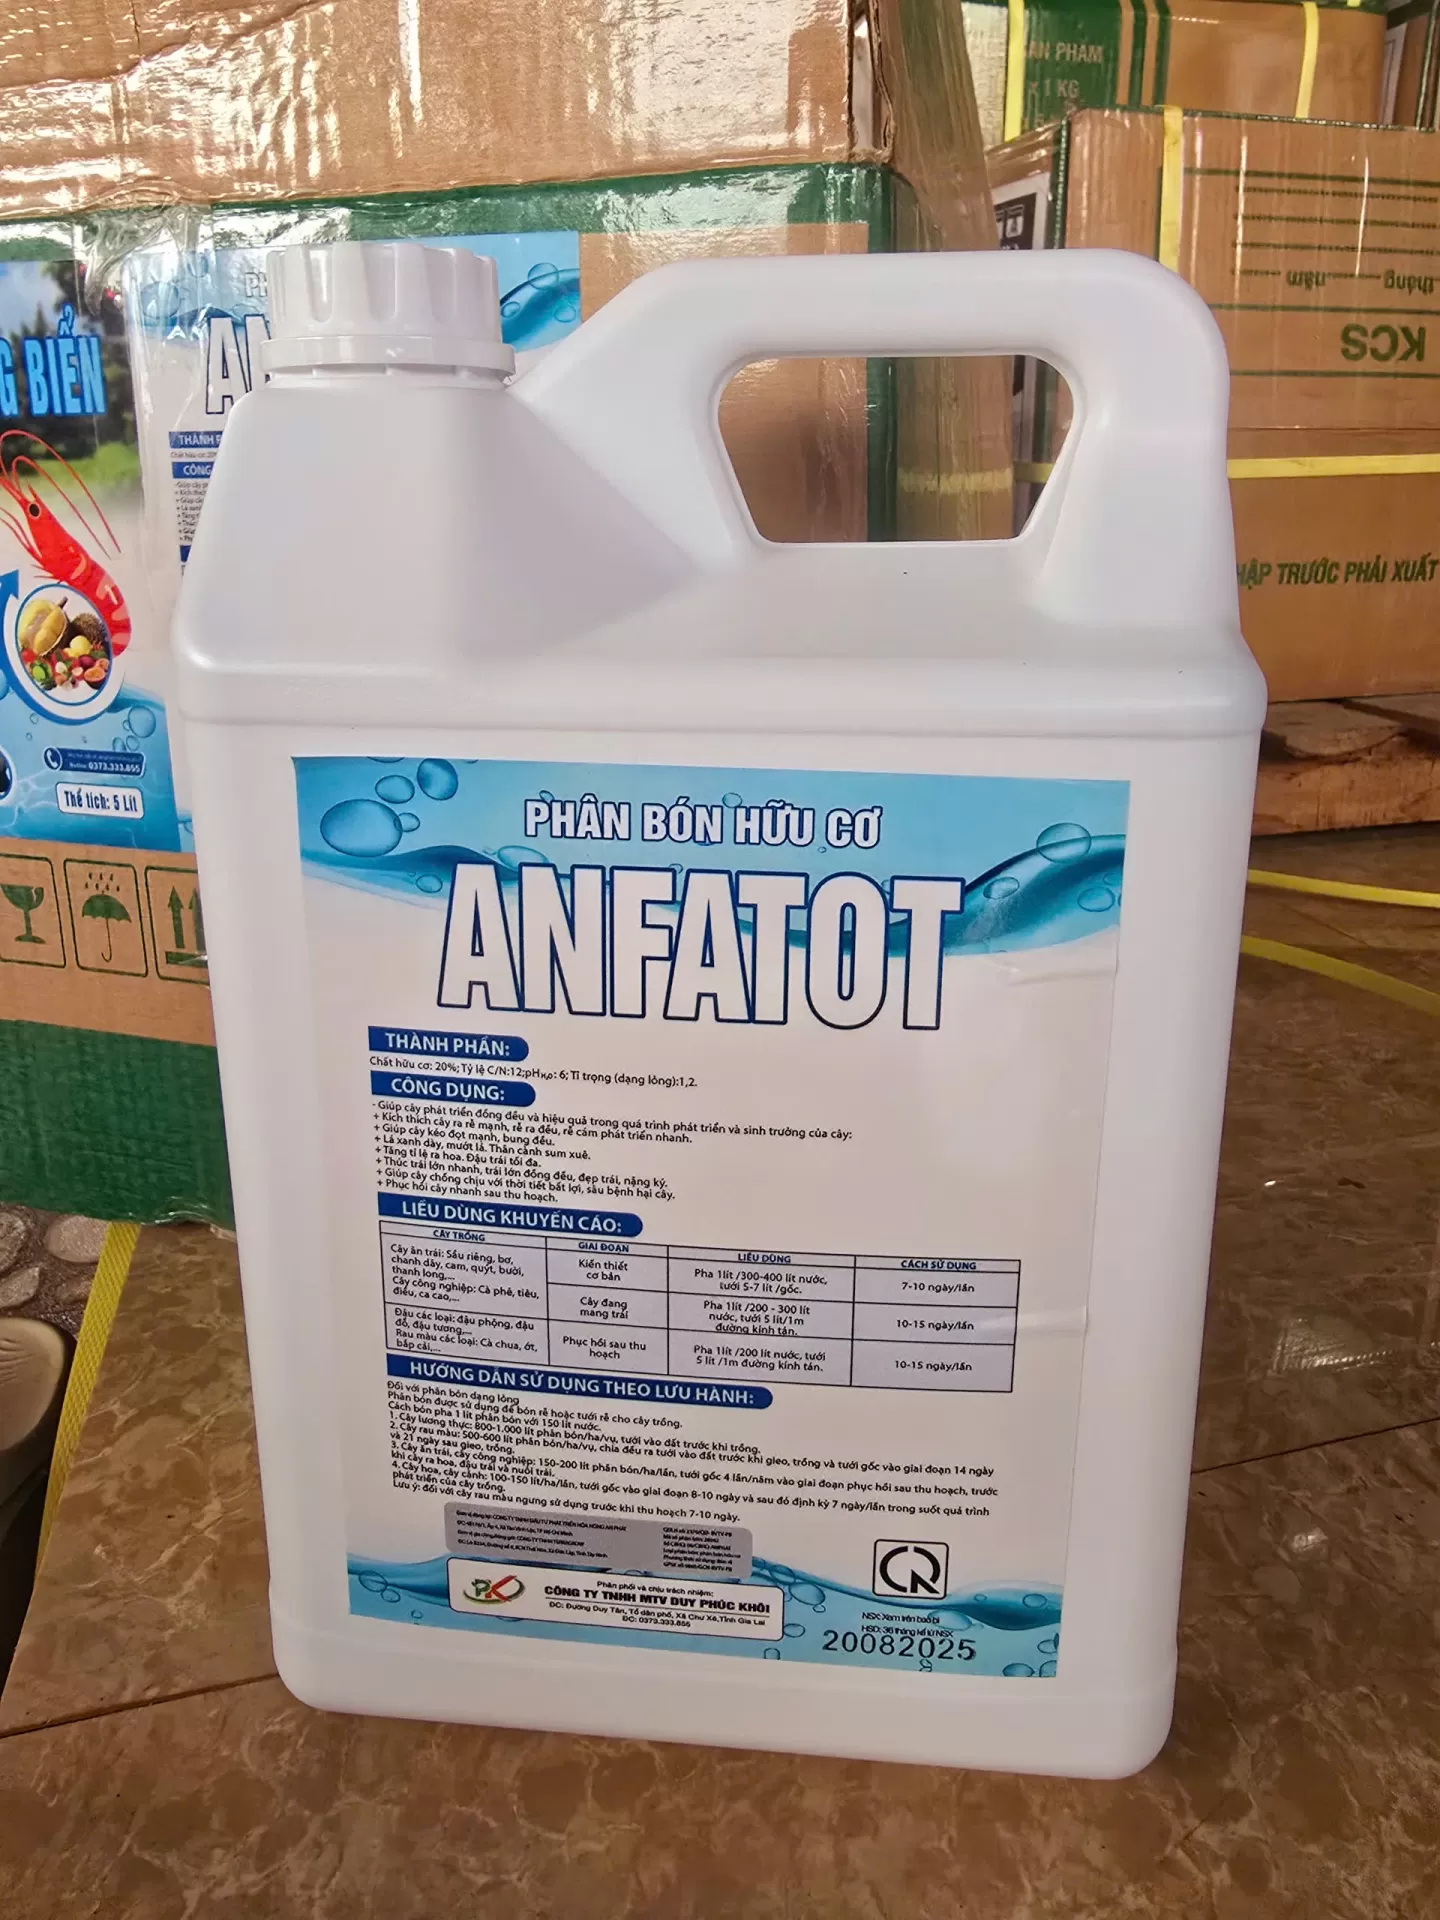 PHÂN BÓN HỮU CƠ
ANFATOT
THÀNH PHẦN:
Chất hữu cơ: 20%; Tỷ lệ C/N:12;pHH₂O: 6; Tỉ trọng (dạng lỏng):1,2.
CÔNG DỤNG:
- Giúp cây phát triển đồng đều và hiệu quả trong quá trình phát triển và sinh trưởng của cây:
+ Kích thích cây ra rễ mạnh, rễ ra đều, rễ cám phát triển nhanh.
+ Giúp cây kéo đọt mạnh, bung đều.
+ Lá xanh dày, mướt lá. Thân cành sum xuê.
+ Tăng tỉ lệ ra hoa. Đậu trái tối đa.
+ Thúc trái lớn nhanh, trái lớn đồng đều, đẹp trái, nặng ký.
+ Giúp cây chống chịu với thời tiết bất lợi, sâu bệnh hại cây.
+ Phục hồi cây nhanh sau thu hoạch.
LIỀU DÙNG KHUYẾN CÁO:
CÂY TRỒNG GIAI ĐOẠN LIỀU DÙNG CÁCH SỬ DỤNG
Cây ăn trái: Sầu riêng, bơ,
chanh dây, cam, quýt, bưởi,
thanh long,...
Cây công nghiệp: Cà phê, tiêu,
điều, ca cao,...
Kiến thiết
cơ bản
Pha 1lít /300-400 lít nước,
tưới 5-7 lít /gốc.
7-10 ngày/lần
Cây đang
mang trái
Pha 1lít /200 - 300 lít
nước, tưới 5 lít/1m
đường kính tán.
10-15 ngày/lần
Đậu các loại: đậu phộng, đậu
đỏ, đậu tương,...
Rau màu các loại: Cà chua, ớt,
bắp cải,...
Phục hồi sau thu
hoạch
Pha 1lít /200 lít nước, tưới
5 lít /1m đường kính tán.
10-15 ngày/lần
HƯỚNG DẪN SỬ DỤNG THEO LƯU HÀNH:
Đối với phân bón dạng lỏng
Phân bón được sử dụng để bón rễ hoặc tưới rễ cho cây trồng.
Cách bón pha 1 lít phân bón với 150 lít nước.
1. Cây lương thực: 800-1.000 lít phân bón/ha/vụ, tưới vào đất trước khi trồng.
2. Cây rau màu: 500-600 lít phân bón/ha/vụ, chia đều ra tưới vào đất trước khi gieo, trồng và tưới gốc vào giai đoạn 14 ngày
và 21 ngày sau gieo, trồng.
3. Cây ăn trái, cây công nghiệp: 150-200 lít phân bón/ha/lần, tưới gốc 4 lần/năm vào giai đoạn phục hồi sau thu hoạch, trước
khi cây ra hoa, đậu trái và nuôi trái.
4. Cây hoa, cây cảnh: 100-150 lít/ha/lần, tưới gốc vào giai đoạn 8-10 ngày và sau đó định kỳ 7 ngày/lần trong suốt quá trình
phát triển của cây trồng.
Lưu ý: đối với cây rau màu ngưng sử dụng trước khi thu hoạch 7-10 ngày.
PK
Phân phối và chịu trách nhiệm:
CÔNG TY TNHH MTV DUY PHÚC KHÔI
ĐC: Đường Duy Tân, Tổ dân phố, Xã Chư Xê, Tỉnh Gia Lai
ĐC: 0373.333.855
NSX: Xem trên bao bì
HSD: 36 tháng kể từ NSX
20082025
BIỂN
Hotline: 0373.333.855
Thể tích: 5 Lít
THÀNH
CÔNG
1 KG
tháng
năm
KCS
TRƯỚC PHẢI XUẤT